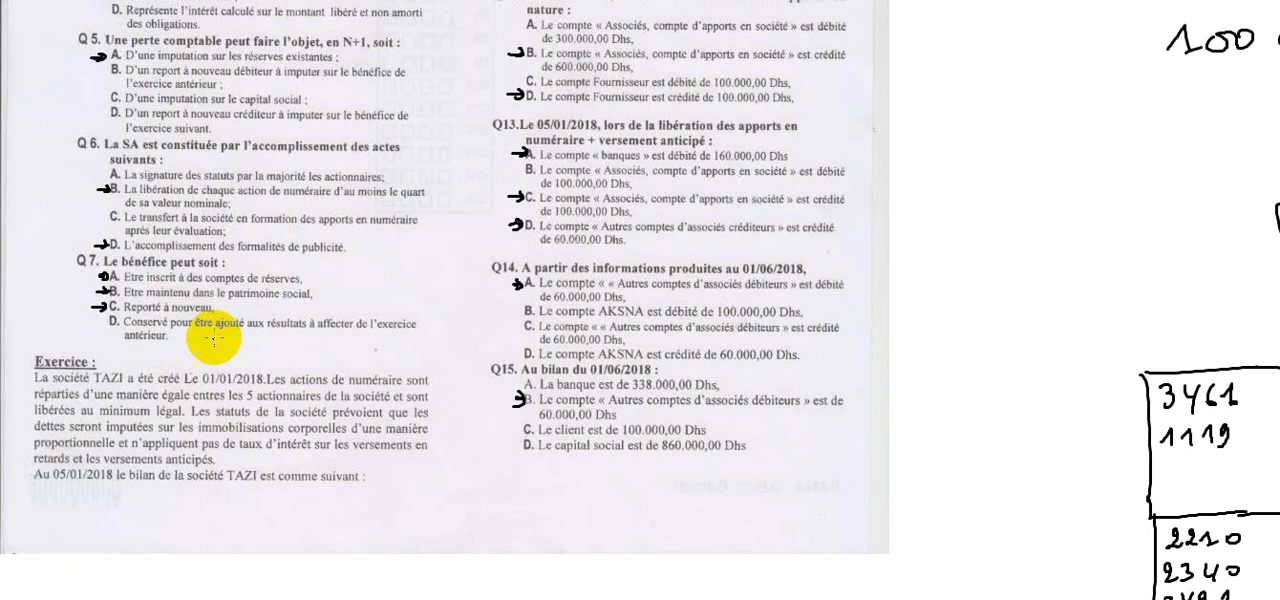 D. Représente l'intérêt calculé sur le montant libéré et non amorti
des obligations.
Q 5. Une perte comptable peut faire l'objet, en N+1, soit :
A. D'une imputation sur les réserves existantes ;
B. D'un report à nouveau débiteur à imputer sur le bénéfice de
l'exercice antérieur ;
C. D'une imputation sur le capital social ;
D. D'un report à nouveau créditeur à imputer sur le bénéfice de
l'exercice suivant.
Q 6. La SA est constituée par l'accomplissement des actes
suivants :
A. La signature des statuts par la majorité les actionnaires;
B. La libération de chaque action de numéraire d'au moins le quart
de sa valeur nominale;
C. Le transfert à la société en formation des apports en numéraire
après leur évaluation;
D. L'accomplissement des formalités de publicité.
Q 7. Le bénéfice peut soit :
A. Etre inscrit à des comptes de réserves,
B. Etre maintenu dans le patrimoine social,
C. Reporté à nouveau,
D. Conservé pour être ajouté aux résultats à affecter de l'exercice
antérieur.
Exercice :
La société TAZI a été créé Le 01/01/2018.Les actions de numéraire sont
réparties d'une manière égale entres les 5 actionnaires de la société et sont
libérées au minimum légal. Les statuts de la société prévoient que les
dettes seront imputées sur les immobilisations corporelles d'une manière
proportionnelle et n'appliquent pas de taux d'intérêt sur les versements en
retards et les versements anticipés.
Au 05/01/2018 le bilan de la société TAZI est comme suivant :
nature :
A. Le compte « Associés, compte d'apports en société » est débité
de 300.000,00 Dhs,
B. Le compte « Associés, compte d'apports en société » est crédité
de 600.000,00 Dhs,
C. Le compte Fournisseur est débité de 100.000,00 Dhs,
D. Le compte Fournisseur est crédité de 100.000,00 Dhs,
Q13.Le 05/01/2018, lors de la libération des apports en
numéraire + versement anticipé :
A. Le compte « banques » est débité de 160.000,00 Dhs
B. Le compte « Associés, compte d'apports en société » est débité
de 100.000,00 Dhs,
C. Le compte « Associés, compte d'apports en société » est crédité
de 100.000,00 Dhs,
D. Le compte « Autres comptes d'associés créditeurs » est crédité
de 60.000,00 Dhs.
Q14. A partir des informations produites au 01/06/2018,
A. Le compte « « Autres comptes d'associés débiteurs » est débité
de 60.000,00 Dhs,
B. Le compte AKSNA est débité de 100.000,00 Dhs,
C. Le compte « « Autres comptes d'associés débiteurs » est crédité
de 60.000,00 Dhs,
D. Le compte AKSNA est crédité de 60.000,00 Dhs.
Q15. Au bilan du 01/06/2018 :
A. La banque est de 338.000,00 Dhs,
B. Le compte « Autres comptes d'associés débiteurs » est de
60.000,00 Dhs
C. Le client est de 100.000,00 Dhs
D. Le capital social est de 860.000,00 Dhs
100
3461
1119
2210
2340